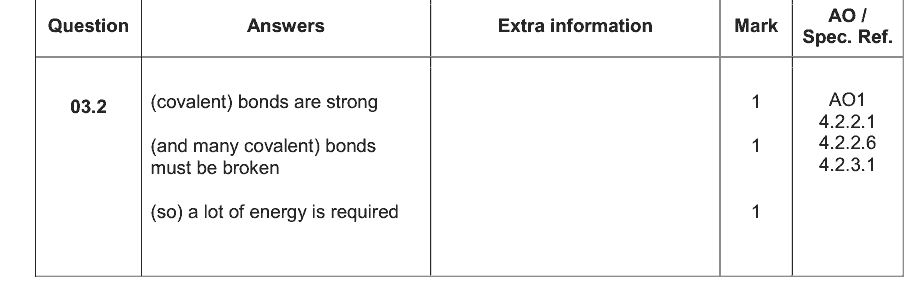 Question Answers Extra information Mark AO / Spec. Ref.
03.2 (covalent) bonds are strong 1 AO1
4.2.2.1
(and many covalent) bonds 1 4.2.2.6
must be broken 4.2.3.1
(so) a lot of energy is required 1